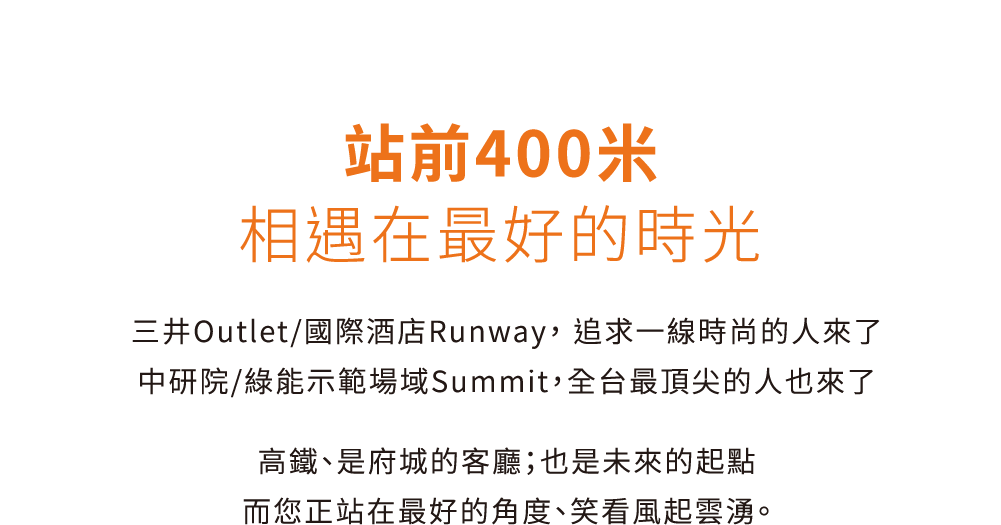 站前400米
相遇在最好的時光
三井Outlet/國際酒店Runway，追求一線時尚的人來了
中研院/綠能示範場域Summit，全台最頂尖的人也來了
高鐵、是府城的客廳；也是未來的起點
而您正站在最好的角度、笑看風起雲湧。